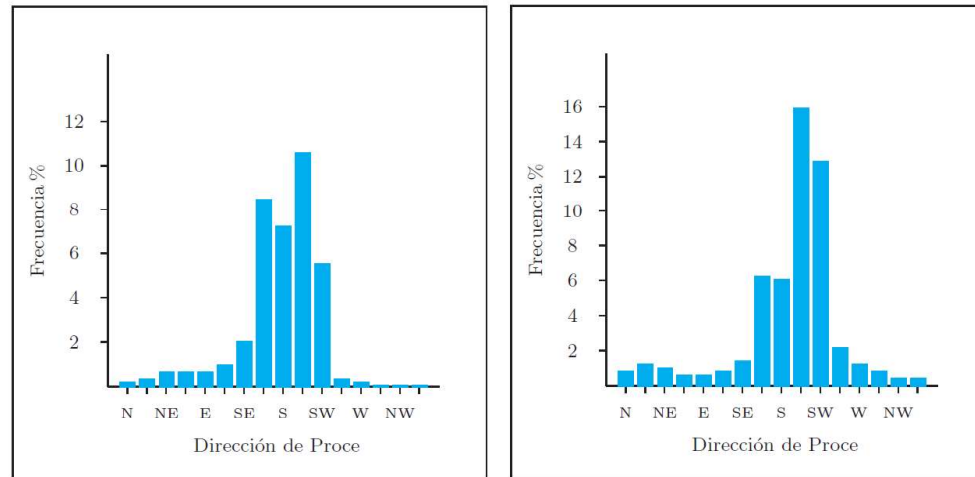 12
10
8
6
4
2
Frecuencia %
N NE E SE S SW W NW
Dirección de Proce
16
14
12
10
8
6
4
2
Frecuencia %
N NE E SE S SW W NW
Dirección de Proce